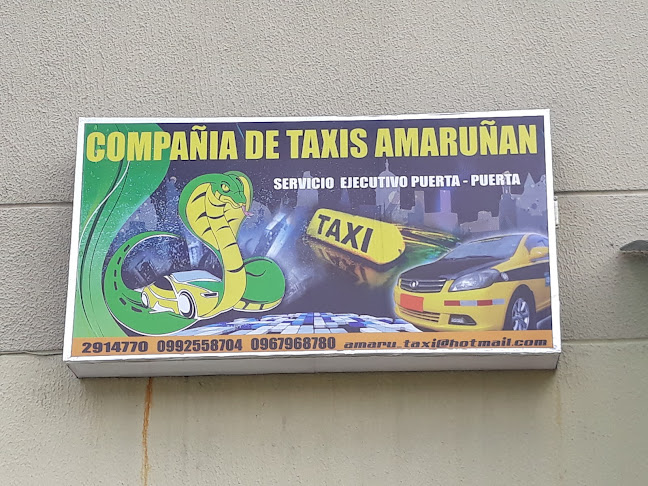 COMPAÑIA DE TAXIS AMARUÑAN
SERVICIO EJECUTIVO PUERTA - PUERTA
TAXI
2914770 0992558704 0967968780 amaru_taxi@hotmail.com